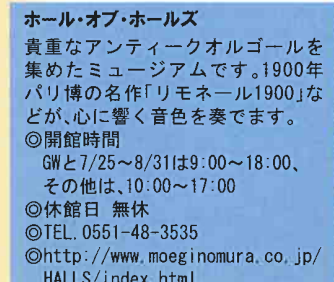 ホール・オブ・ホールズ
貴重なアンティークオルゴールを
集めたミュージアムです。1900年
パリ博の名作「リモネール1900」な
どが、心に響く音色を奏でます。
◎開館時間
GWと7/25～8/31は9:00～18:00、
その他は、10:00～17:00
◎休館日 無休
◎TEL. 0551-48-3535
◎http://www.moeginomura.co.jp/
HALLS/index.html